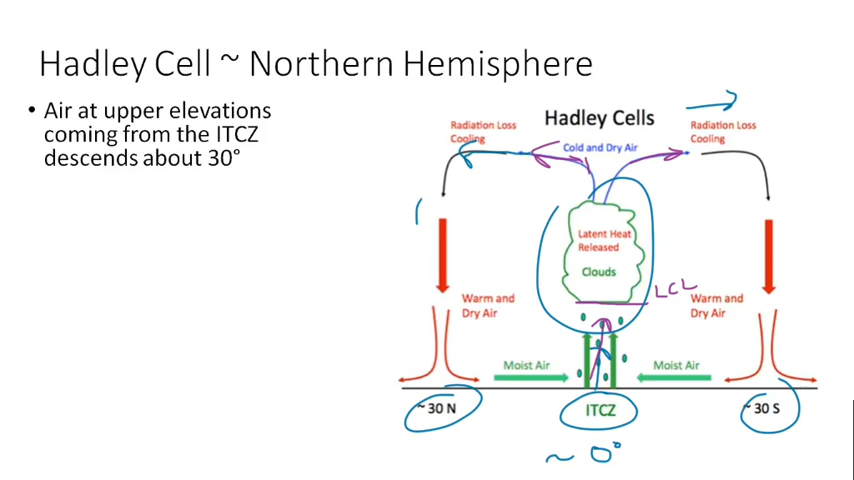 Hadley Cell ~ Northern Hemisphere
• Air at upper elevations
coming from the ITCZ
descends about 30°
Hadley Cells
Radiation Loss
Cooling
Cold and Dry Air
Radiation Loss
Cooling
Latent Heat
Released
Clouds
LCL
Warm and
Dry Air
Warm and
Dry Air
Moist Air
Moist Air
~30 N
ITCZ
~30 S
~ 0°